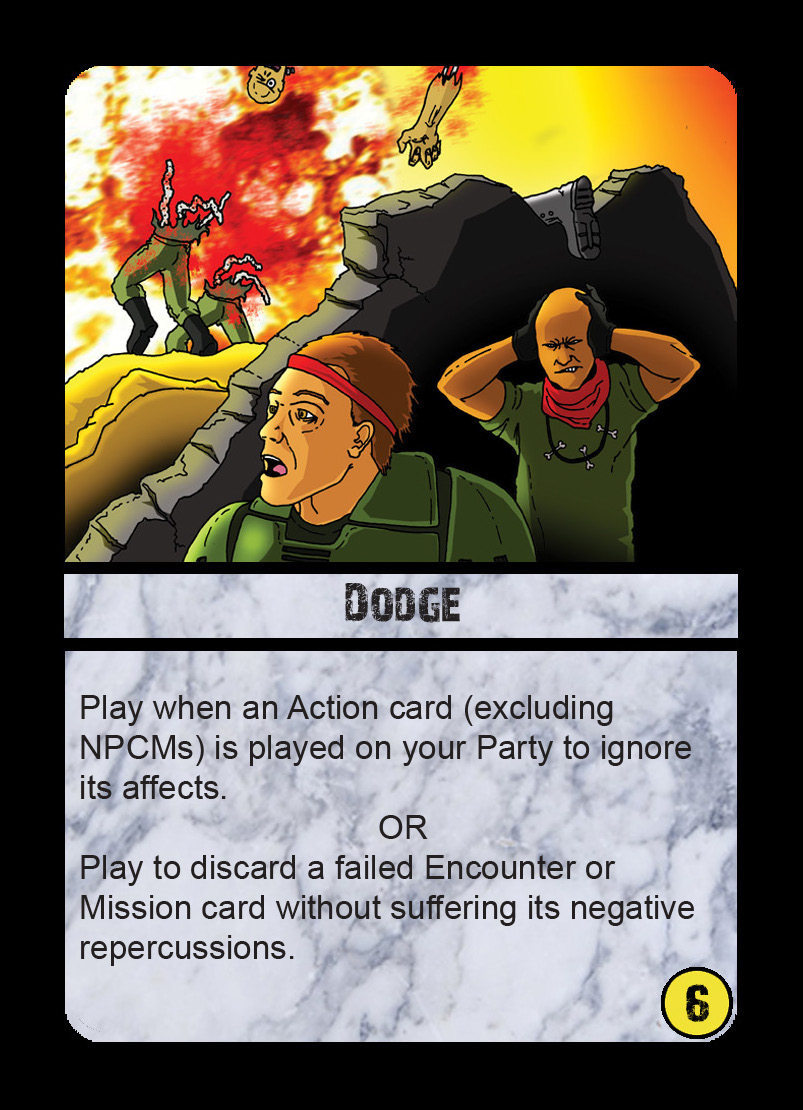 Dodge
Play when an Action card (excluding
NPCMs) is played on your Party to ignore
its affects.
OR
Play to discard a failed Encounter or
Mission card without suffering its negative
repercussions.
6